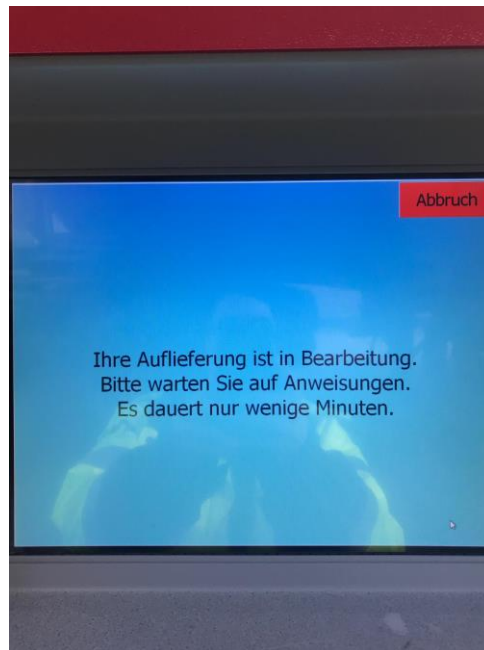 Abbruch
Ihre Auflieferung ist in Bearbeitung.
Bitte warten Sie auf Anweisungen.
Es dauert nur wenige Minuten.